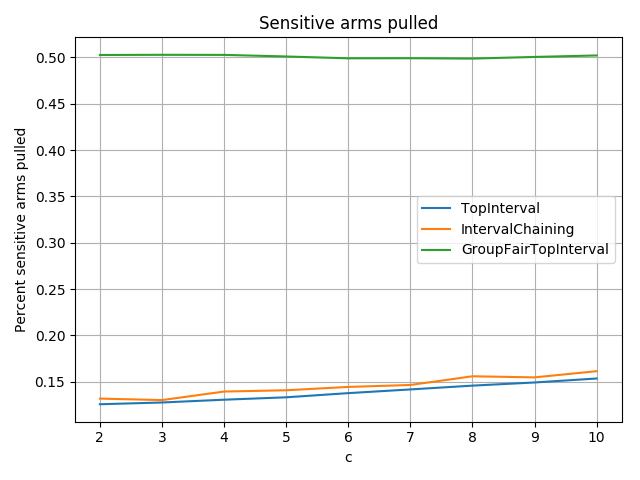 Sensitive arms pulled
Percent sensitive arms pulled
0.50
0.45
0.40
0.35
0.30
0.25
0.20
0.15
TopInterval
IntervalChaining
GroupFairTopInterval
2 3 4 5 6 7 8 9 10
c